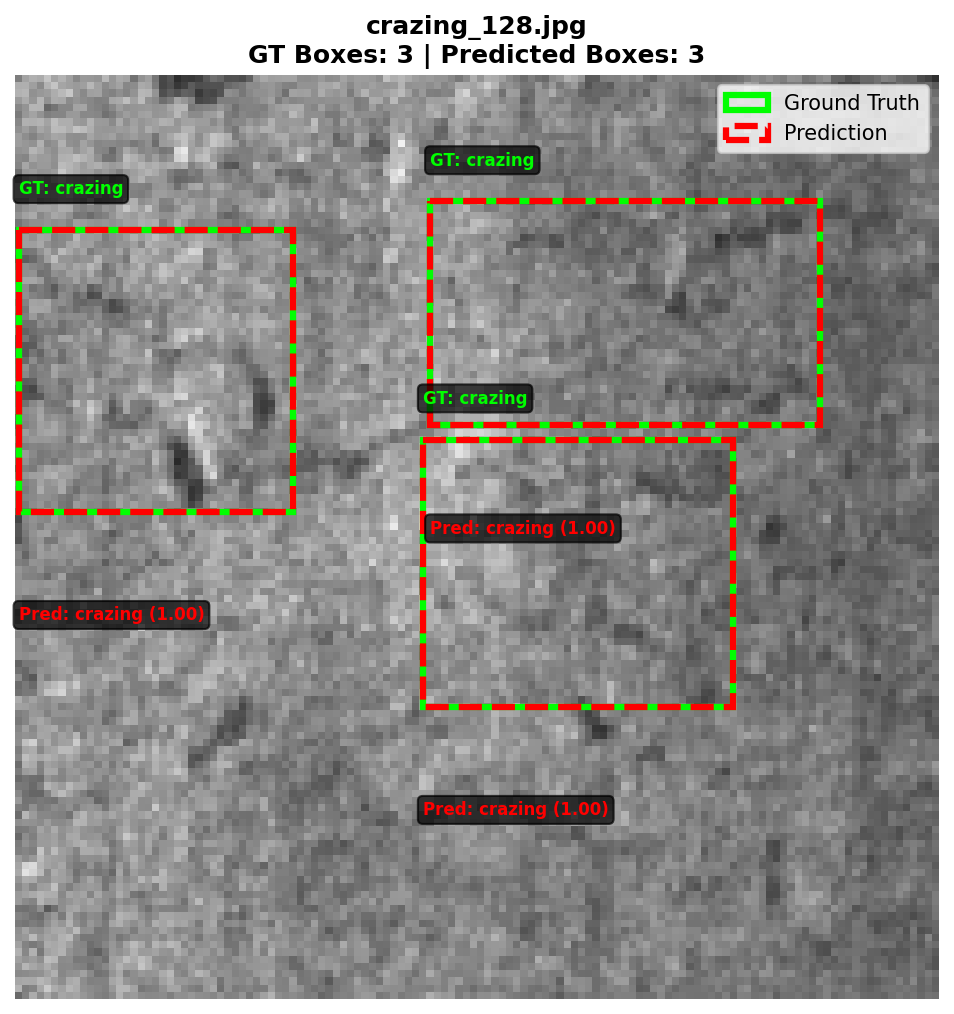 crazing_128.jpg
GT Boxes: 3 | Predicted Boxes: 3
Ground Truth
Prediction
GT: crazing
GT: crazing
GT: crazing
Pred: crazing (1.00)
Pred: crazing (1.00)
Pred: crazing (1.00)